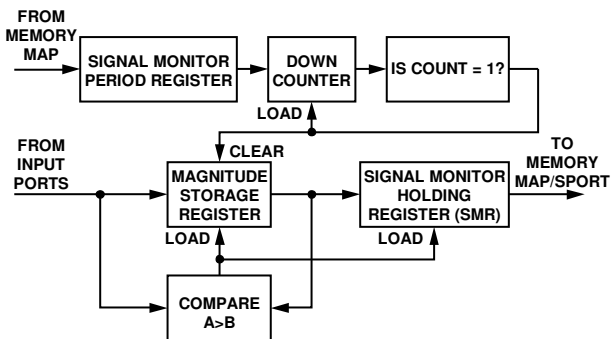 FROM
MEMORY
MAP
SIGNAL MONITOR
PERIOD REGISTER
DOWN
COUNTER
IS COUNT = 1?
LOAD
FROM
INPUT
PORTS
CLEAR
MAGNITUDE
STORAGE
REGISTER
SIGNAL MONITOR
HOLDING
REGISTER (SMR)
TO
MEMORY
MAP/SPORT
LOAD
LOAD
COMPARE
A>B